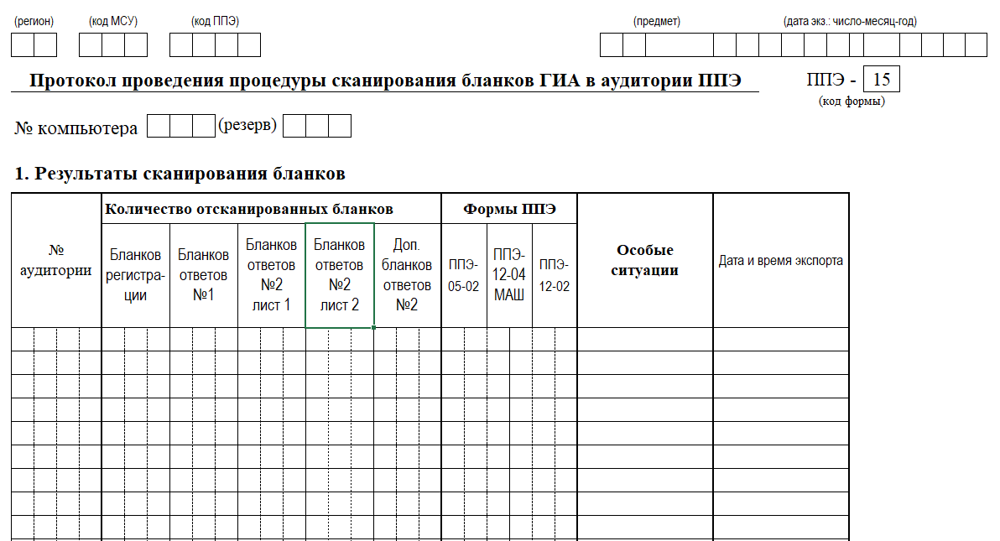 (регион) (код МСУ) (код ППЭ) (предмет) (дата экз.: число-месяц-год)
Протокол проведения процедуры сканирования бланков ГИА в аудитории ППЭ ППЭ - 15
(код формы)
№ компьютера (резерв)
1. Результаты сканирования бланков
№
аудитории
Количество отсканированных бланков
Бланков
регистра-
ции
Бланков
ответов
№1
Бланков
ответов
№2
лист 1
Бланков
ответов
№2
лист 2
Доп.
бланков
ответов
№2
Формы ППЭ
ППЭ-
05-02
ППЭ-
12-04
МАШ
ППЭ-
12-02
Особые
ситуации
Дата и время экспорта